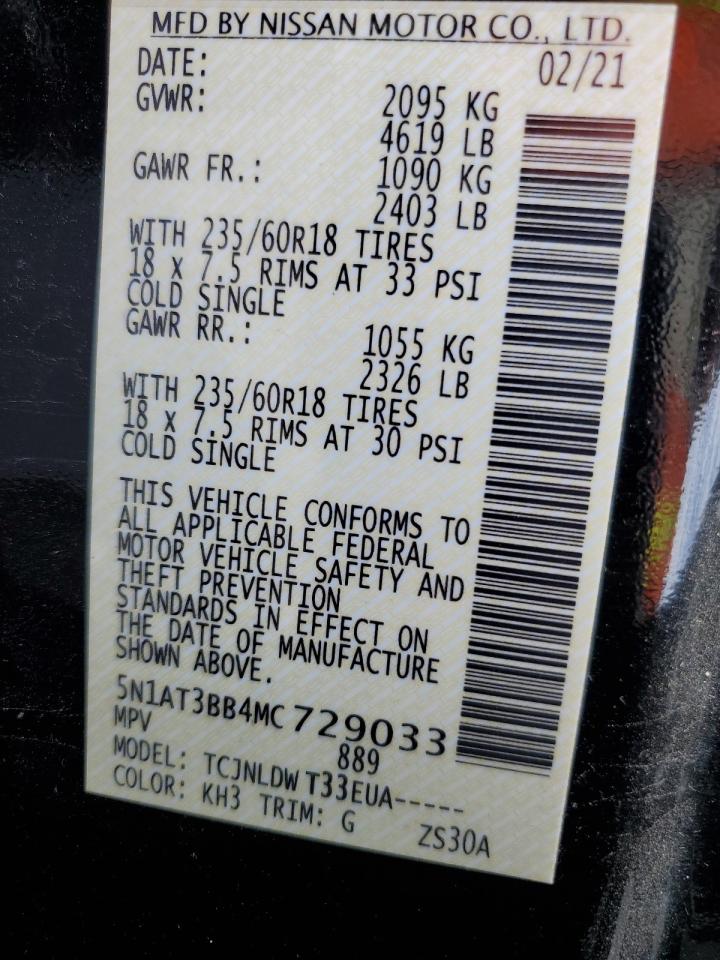 MFD BY NISSAN MOTOR CO., LTD.
DATE: 02/21
GVWR: 2095 KG
4619 LB
GAWR FR.: 1090 KG
2403 LB
WITH 235/60R18 TIRES
18 x 7.5 RIMS AT 33 PSI
COLD SINGLE
GAWR RR.: 1055 KG
2326 LB
WITH 235/60R18 TIRES
18 x 7.5 RIMS AT 30 PSI
COLD SINGLE
THIS VEHICLE CONFORMS TO
ALL APPLICABLE FEDERAL
MOTOR VEHICLE SAFETY AND
THEFT PREVENTION
STANDARDS IN EFFECT ON
THE DATE OF MANUFACTURE
SHOWN ABOVE.
5N1AT3BB4MC729033
MPV 889
MODEL: TCJNLDWT33EUA-----
COLOR: KH3 TRIM: G ZS30A